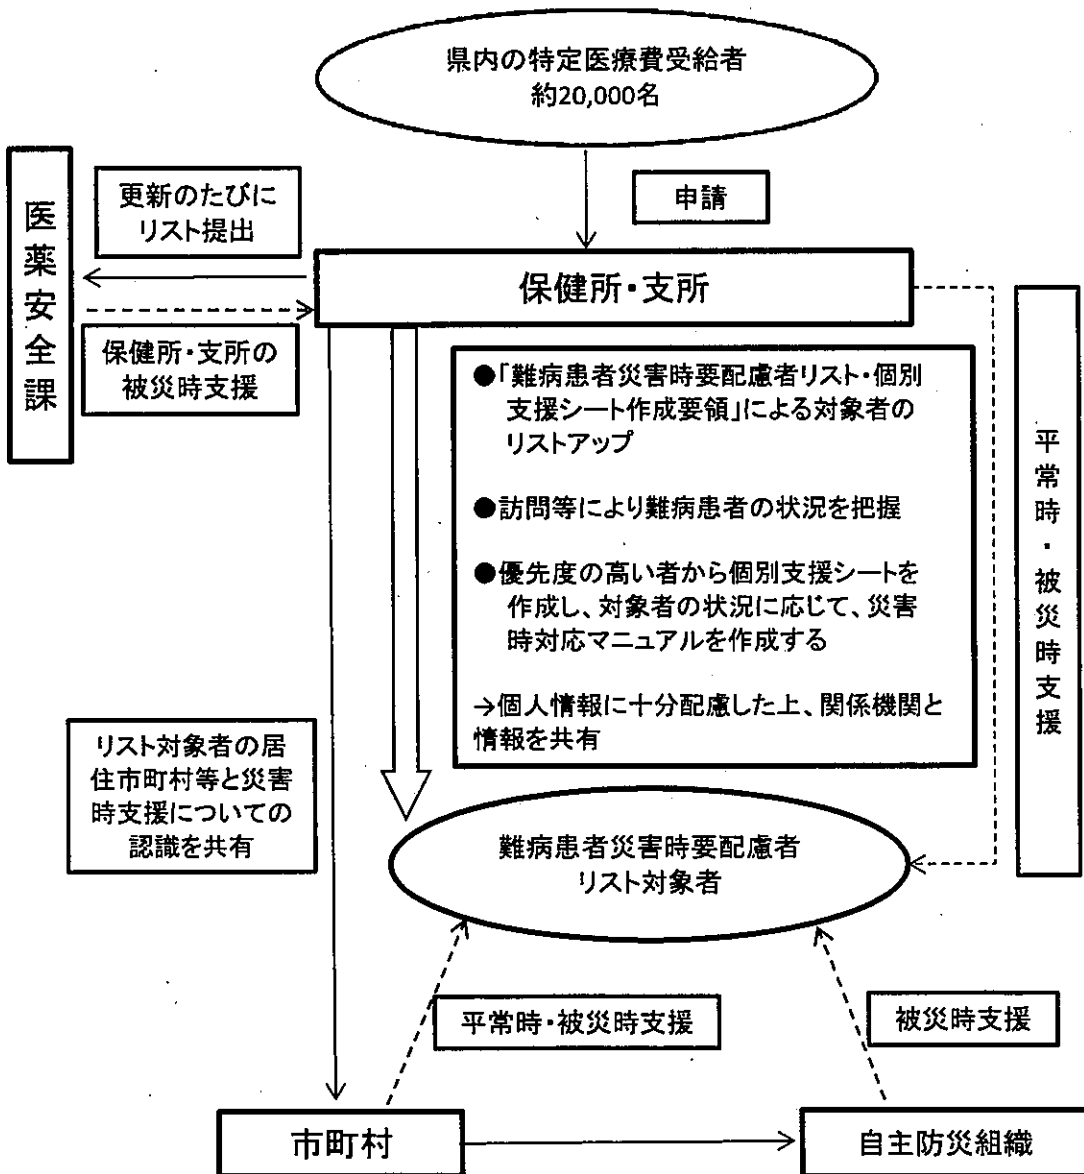 県内の特定医療費受給者
約20,000名
申請
医薬安全課
更新のたびに
リスト提出
保健所・支所
保健所・支所の
被災時支援
●「難病患者災害時要配慮者リスト・個別
支援シート作成要領」による対象者の
リストアップ
●訪問等により難病患者の状況を把握
●優先度の高い者から個別支援シートを
作成し、対象者の状況に応じて、災害
時対応マニュアルを作成する
→個人情報に十分配慮した上、関係機関と
情報を共有
平常時・被災時支援
リスト対象者の居
住市町村等と災害
時支援についての
認識を共有
難病患者災害時要配慮者
リスト対象者
平常時・被災時支援
被災時支援
市町村
自主防災組織